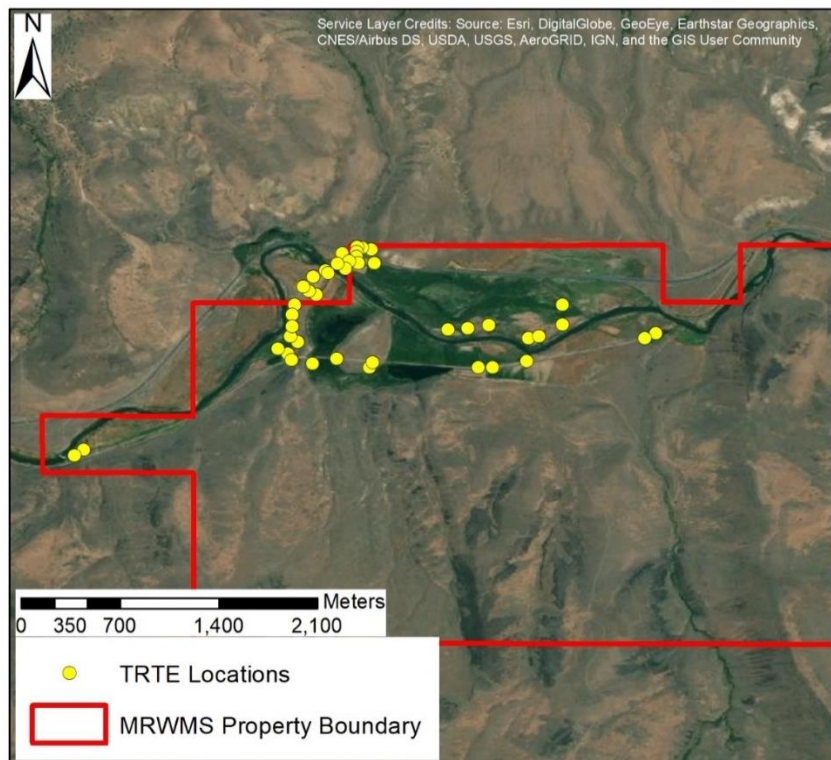 Service Layer Credits: Source: Esri, DigitalGlobe, GeoEye, Earthstar Geographics,
CNES/Airbus DS, USDA, USGS, AeroGRID, IGN, and the GIS User Community
N
Meters
0 350 700 1,400 2,100
TRTE Locations
MRWMS Property Boundary